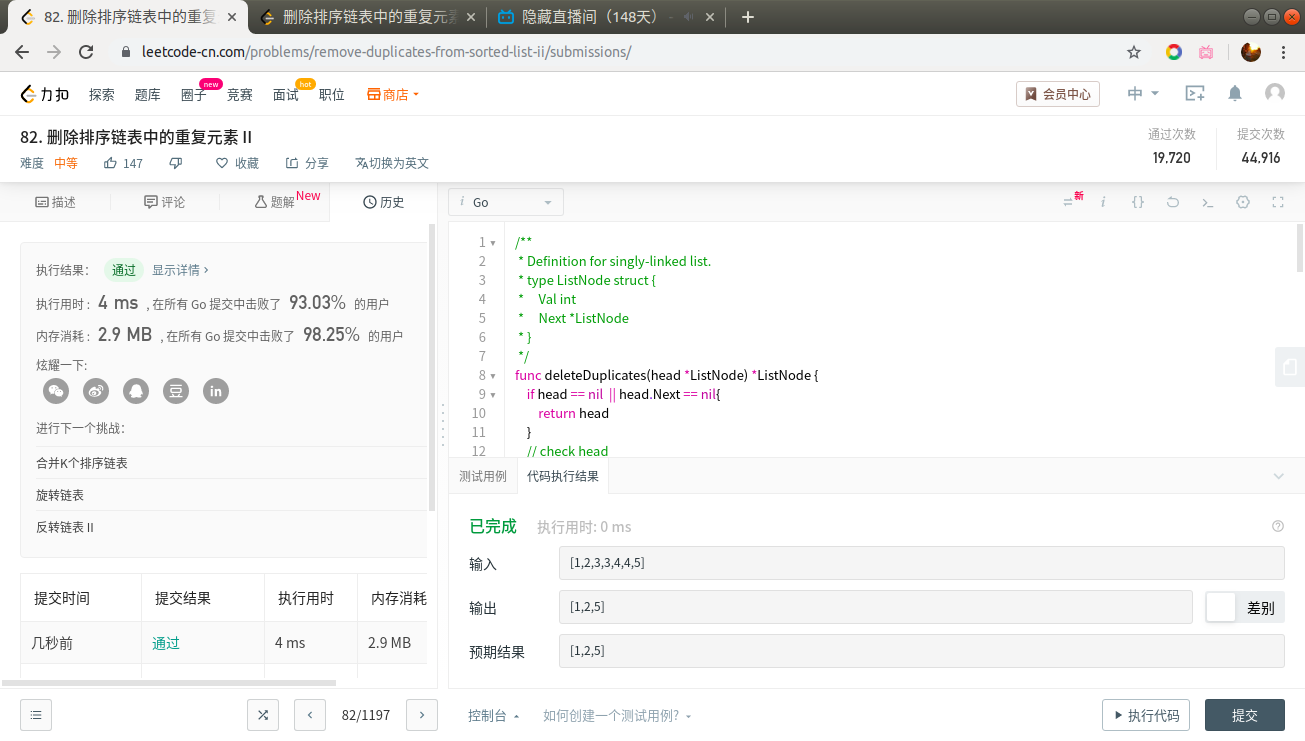 82. 删除排序链表中的重复
删除排序链表中的重复元素
隐藏直播间（148天）-
leetcode-cn.com/problems/remove-duplicates-from-sorted-list-ii/submissions/
力扣 探索 题库 圈子 new 竞赛 面试 hot 职位 商店 会员中心 中
82. 删除排序链表中的重复元素 II
通过次数 提交次数
19,720 44,916
难度 中等 147 收藏 分享 切换为英文
描述 评论 题解 New 历史
i Go
新
执行结果： 通过 显示详情 ›
执行用时 : 4 ms , 在所有 Go 提交中击败了 93.03% 的用户
内存消耗 : 2.9 MB , 在所有 Go 提交中击败了 98.25% 的用户
炫耀一下:
豆 in
进行下一个挑战：
合并K个排序链表
旋转链表
反转链表 II
提交时间 提交结果 执行用时 内存消耗
几秒前 通过 4 ms 2.9 MB
1 /**
2 * Definition for singly-linked list.
3 * type ListNode struct {
4 * Val int
5 * Next *ListNode
6 * }
7 */
8 func deleteDuplicates(head *ListNode) *ListNode {
9 if head == nil || head.Next == nil{
10 return head
11 }
12 // check head
测试用例 代码执行结果
已完成 执行用时: 0 ms
输入 [1,2,3,3,4,4,5]
输出 [1,2,5] 差别
预期结果 [1,2,5]
82/1197
控制台 如何创建一个测试用例? 执行代码 提交